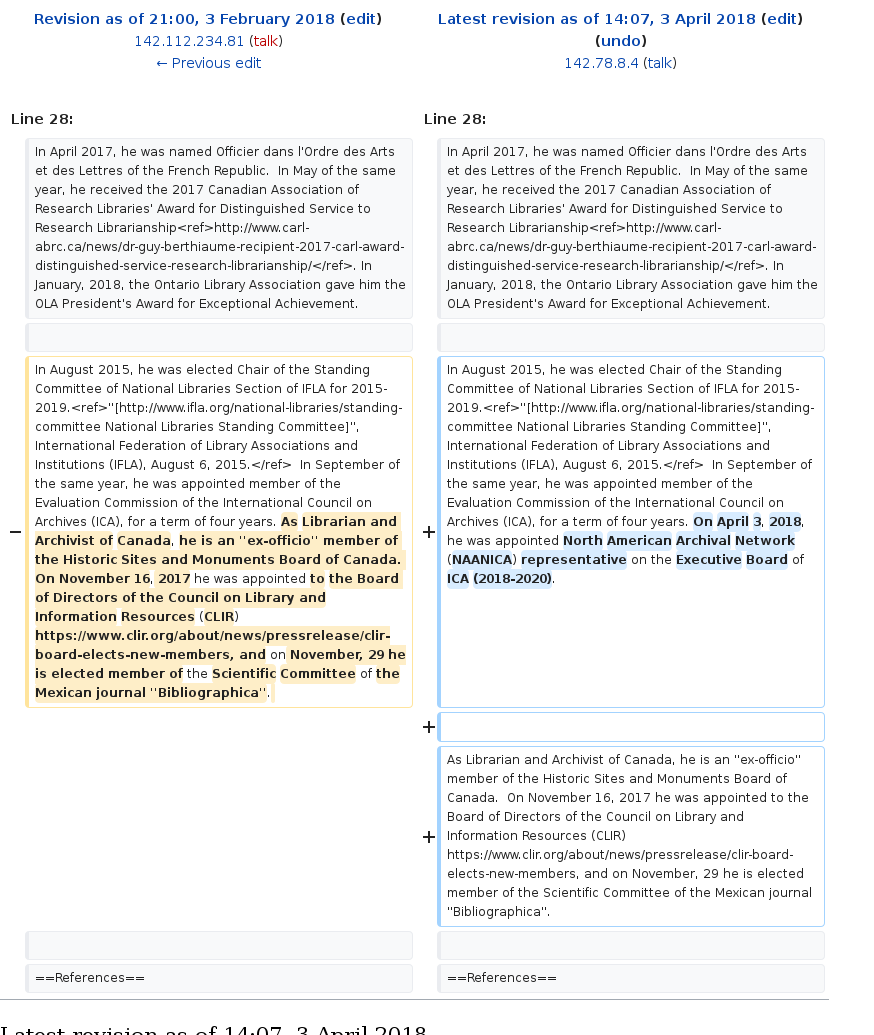 Revision as of 21:00, 3 February 2018 (edit)
142.112.234.81 (talk)
← Previous edit
Latest revision as of 14:07, 3 April 2018 (edit)
(undo)
142.78.8.4 (talk)
Line 28:
Line 28:
In April 2017, he was named Officier dans l'Ordre des Arts
et des Lettres of the French Republic.  In May of the same
year, he received the 2017 Canadian Association of
Research Libraries' Award for Distinguished Service to
Research Librarianship<ref>http://www.carl-
abrc.ca/news/dr-guy-berthiaume-recipient-2017-carl-award-
distinguished-service-research-librarianship/</ref>. In
January, 2018, the Ontario Library Association gave him the
OLA President's Award for Exceptional Achievement.
In April 2017, he was named Officier dans l'Ordre des Arts
et des Lettres of the French Republic.  In May of the same
year, he received the 2017 Canadian Association of
Research Libraries' Award for Distinguished Service to
Research Librarianship<ref>http://www.carl-
abrc.ca/news/dr-guy-berthiaume-recipient-2017-carl-award-
distinguished-service-research-librarianship/</ref>. In
January, 2018, the Ontario Library Association gave him the
OLA President's Award for Exceptional Achievement.
−
In August 2015, he was elected Chair of the Standing
Committee of National Libraries Section of IFLA for 2015-
2019.<ref>"[http://www.ifla.org/national-libraries/standing-
committee National Libraries Standing Committee]",
International Federation of Library Associations and
Institutions (IFLA), August 6, 2015.</ref>  In September of
the same year, he was appointed member of the
Evaluation Commission of the International Council on
Archives (ICA), for a term of four years. As Librarian and
Archivist of Canada, he is an ''ex-officio'' member of
the Historic Sites and Monuments Board of Canada.
On November 16, 2017 he was appointed to the Board
of Directors of the Council on Library and
Information Resources (CLIR)
https://www.clir.org/about/news/pressrelease/clir-
board-elects-new-members, and on November, 29 he
is elected member of the Scientific Committee of the
Mexican journal ''Bibliographica''.
+
In August 2015, he was elected Chair of the Standing
Committee of National Libraries Section of IFLA for 2015-
2019.<ref>"[http://www.ifla.org/national-libraries/standing-
committee National Libraries Standing Committee]",
International Federation of Library Associations and
Institutions (IFLA), August 6, 2015.</ref>  In September of
the same year, he was appointed member of the
Evaluation Commission of the International Council on
Archives (ICA), for a term of four years. On April 3, 2018,
he was appointed North American Archival Network
(NAANICA) representative on the Executive Board of
ICA (2018-2020).
+
+
As Librarian and Archivist of Canada, he is an ''ex-officio''
member of the Historic Sites and Monuments Board of
Canada.  On November 16, 2017 he was appointed to the
Board of Directors of the Council on Library and
Information Resources (CLIR)
https://www.clir.org/about/news/pressrelease/clir-board-
elects-new-members, and on November, 29 he is elected
member of the Scientific Committee of the Mexican journal
''Bibliographica''.
==References==
==References==
Latest revision as of 14:07, 3 April 2018